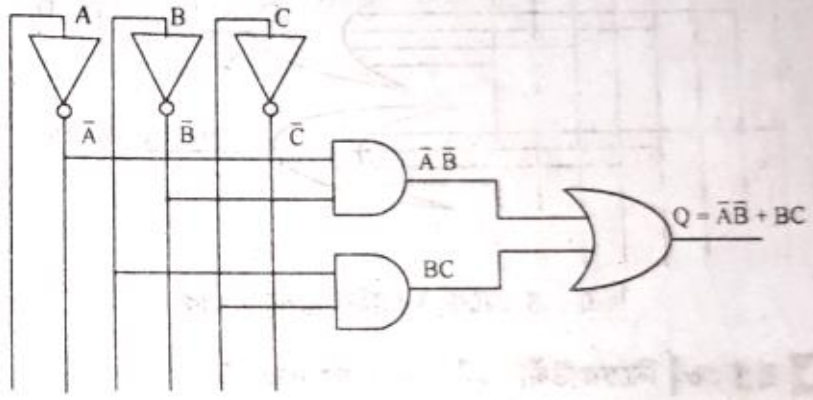 A B C
Ā B̄ C̄
Ā B̄
Q = ĀB̄ + BC
BC